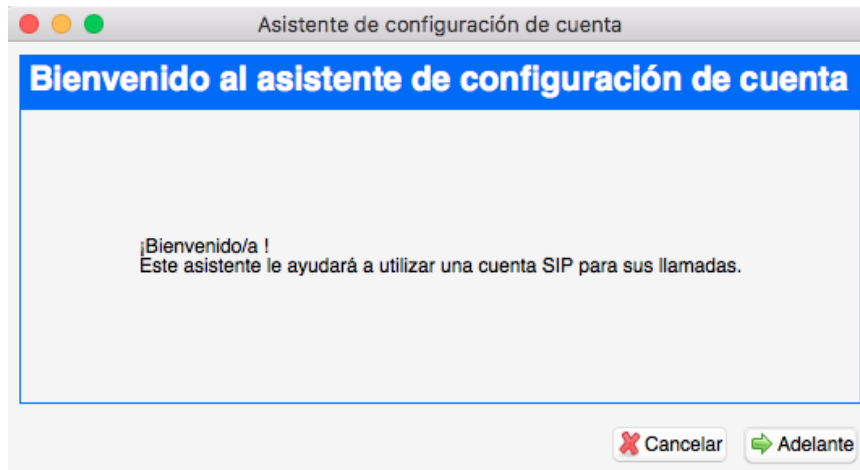 Asistente de configuración de cuenta
Bienvenido al asistente de configuración de cuenta
¡Bienvenido/a !
Este asistente le ayudará a utilizar una cuenta SIP para sus llamadas.
Cancelar Adelante